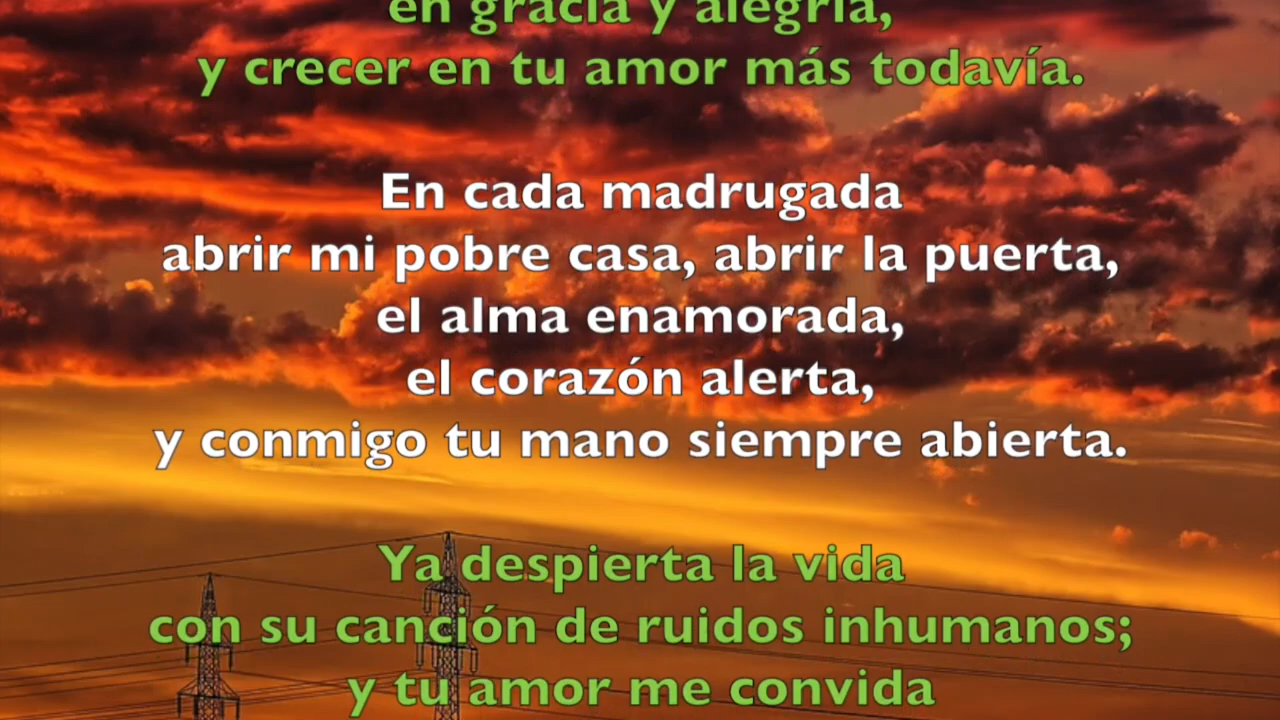 en gracia y alegría,
y crecer en tu amor más todavía.
En cada madrugada
abrir mi pobre casa, abrir la puerta,
el alma enamorada,
el corazón alerta,
y conmigo tu mano siempre abierta.
Ya despierta la vida
con su canción de ruidos inhumanos;
y tu amor me convida